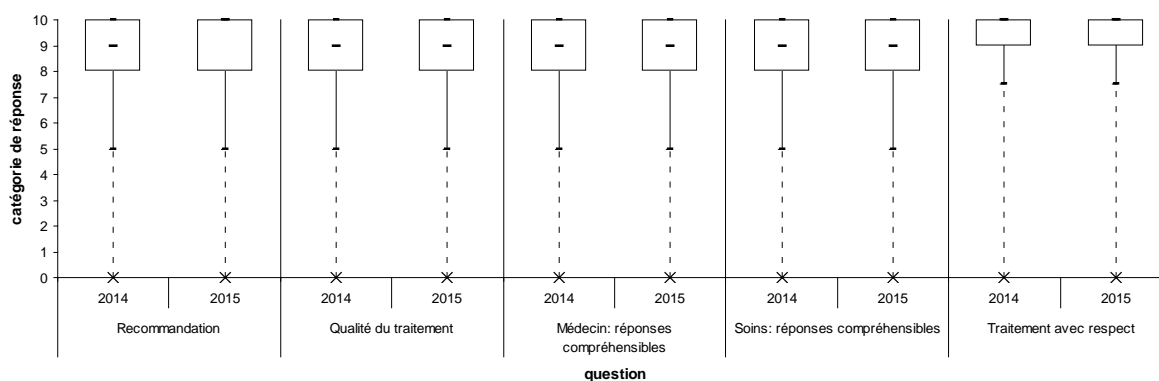 catégorie de réponse
10
9
8
7
6
5
4
3
2
1
0
2014 2015 2014 2015 2014 2015 2014 2015 2014 2015
Recommandation Qualité du traitement Médecin: réponses compréhensibles Soins: réponses compréhensibles Traitement avec respect
question